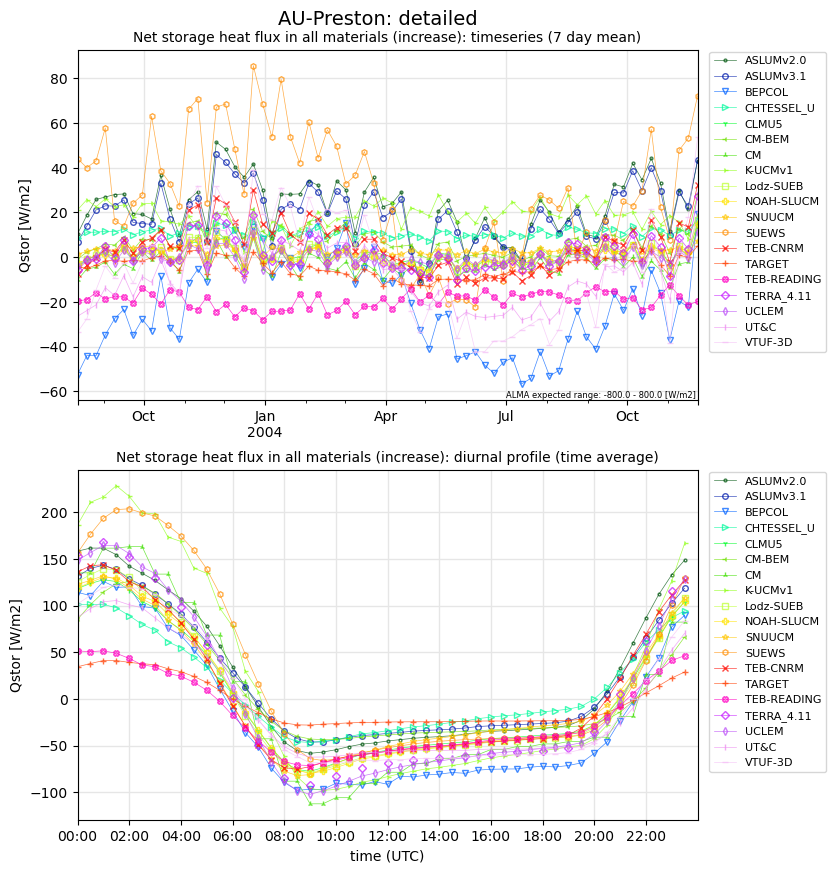 AU-Preston: detailed
Net storage heat flux in all materials (increase): timeseries (7 day mean)
Qstor [W/m2]
80
60
40
20
0
−20
−40
−60
Oct
Jan
2004
Apr
Jul
Oct
ALMA expected range: -800.0 - 800.0 [W/m2]
ASLUMv2.0
ASLUMv3.1
BEPCOL
CHTESSEL_U
CLMU5
CM-BEM
CM
K-UCMv1
Lodz-SUEB
NOAH-SLUCM
SNUUCM
SUEWS
TEB-CNRM
TARGET
TEB-READING
TERRA_4.11
UCLEM
UT&C
VTUF-3D
Net storage heat flux in all materials (increase): diurnal profile (time average)
Qstor [W/m2]
200
150
100
50
0
−50
−100
00:00
02:00
04:00
06:00
08:00
10:00
12:00
14:00
16:00
18:00
20:00
22:00
time (UTC)
ASLUMv2.0
ASLUMv3.1
BEPCOL
CHTESSEL_U
CLMU5
CM-BEM
CM
K-UCMv1
Lodz-SUEB
NOAH-SLUCM
SNUUCM
SUEWS
TEB-CNRM
TARGET
TEB-READING
TERRA_4.11
UCLEM
UT&C
VTUF-3D